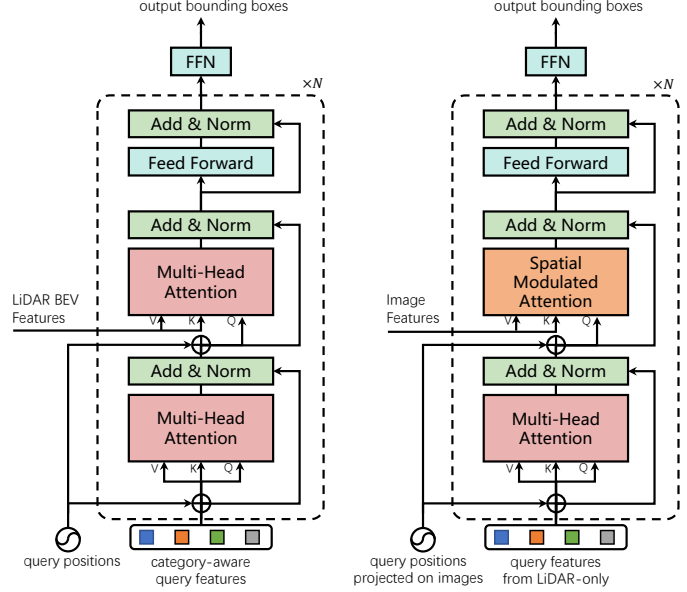 output bounding boxes
FFN
×N
Add & Norm
Feed Forward
Add & Norm
Multi-Head
Attention
LiDAR BEV
Features
V
K
Q
Add & Norm
Multi-Head
Attention
V
K
Q
query positions
category-aware
query features
output bounding boxes
FFN
×N
Add & Norm
Feed Forward
Add & Norm
Spatial
Modulated
Attention
Image
Features
V
K
Q
Add & Norm
Multi-Head
Attention
V
K
Q
query positions
projected on images
query features
from LiDAR-only